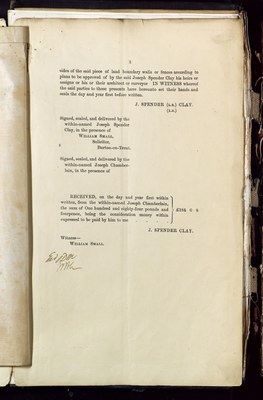 sides of the said piece of land boundary walls or fences according to
plans to be approved of by the said Joseph Spender Clay his heirs or
assigns or his or their architect or surveyor IN WITNESS whereof
the said parties to these presents have hereunto set their hands and
seals the day and year first before written.
J. SPENDER (L.S.) CLAY.
(L.S.)
Signed, sealed, and delivered by the
within-named Joseph Spender
Clay, in the presence of
WILLIAM SMALL,
Solicitor,
Burton-on-Trent.
Signed, sealed, and delivered by the
within-named Joseph Chamber-
lain, in the presence of
RECEIVED, on the day and year first within
written, from the within-named Joseph Chamberlain,
the sum of One hundred and eighty-four pounds and
fourpence, being the consideration money within
expressed to be paid by him to me
£184 0 4
J. SPENDER CLAY.
Witness—
WILLIAM SMALL.